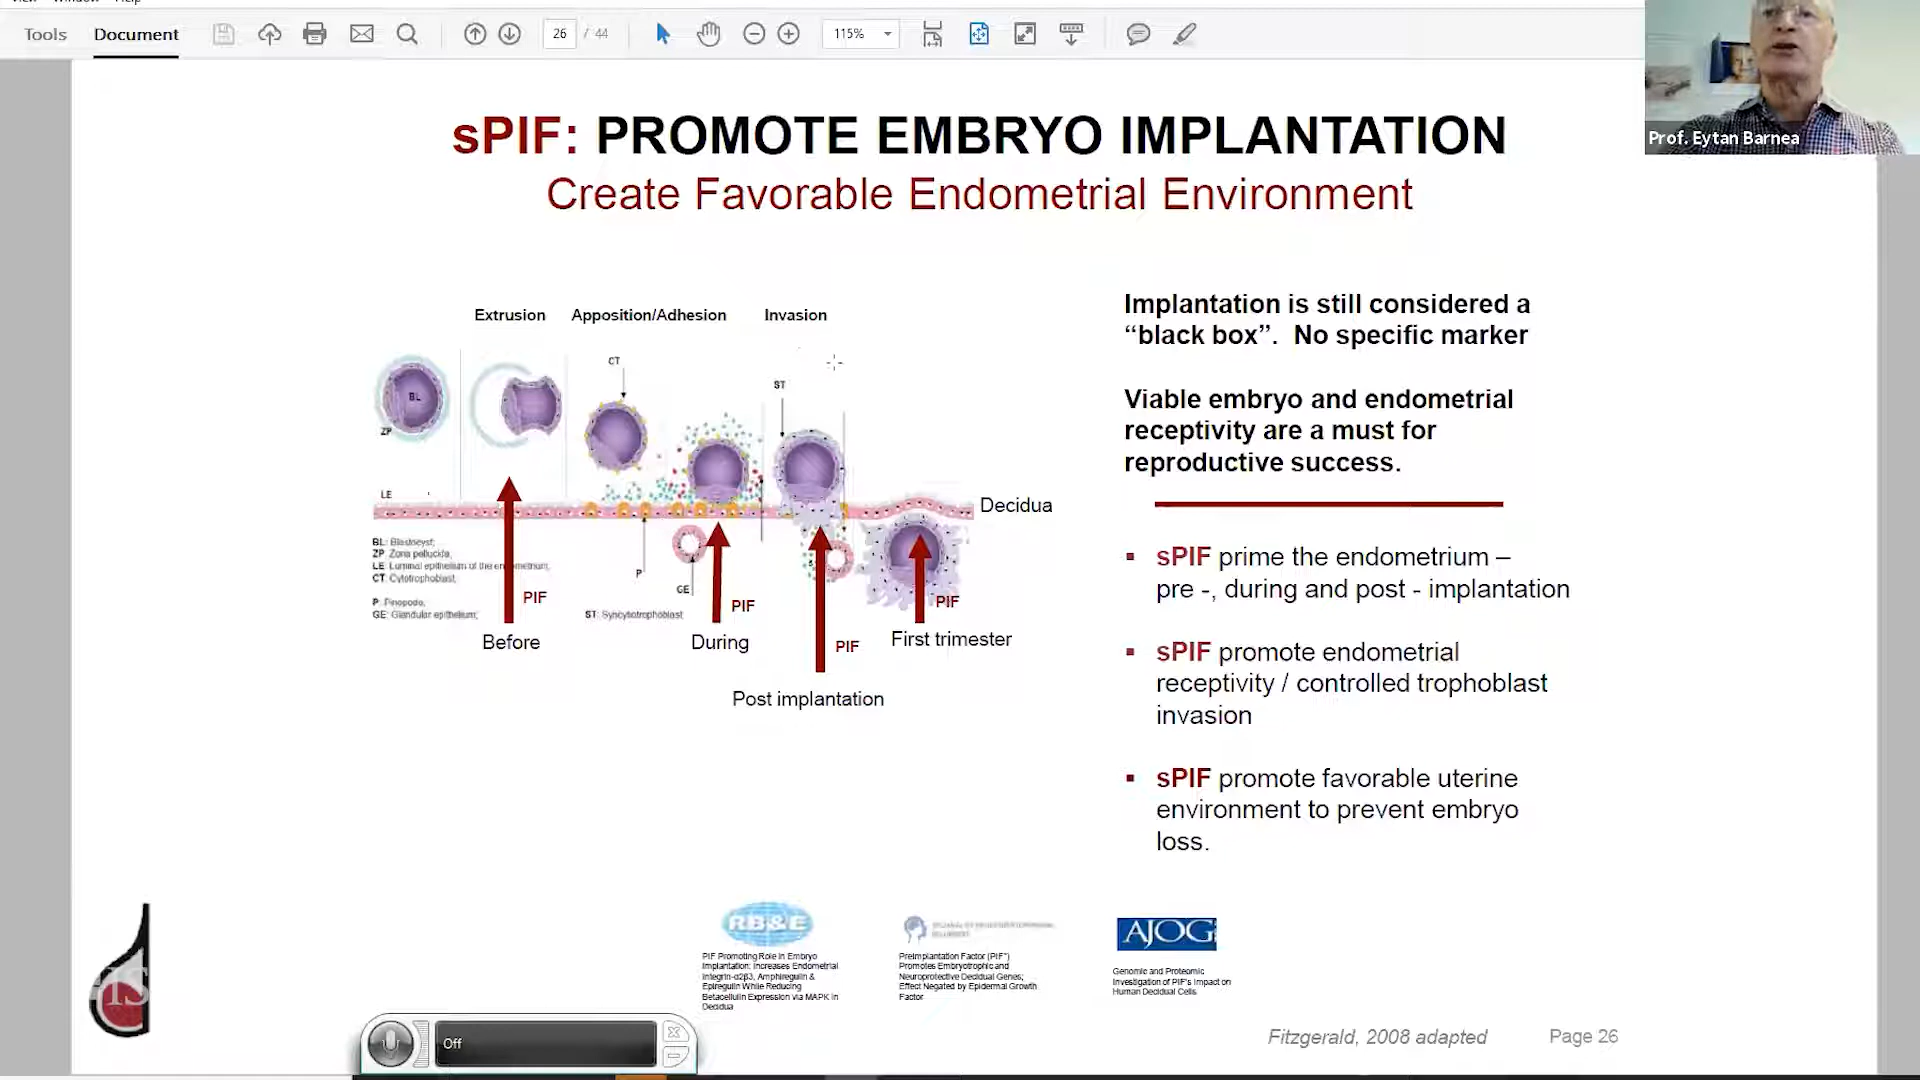 Tools
Document
26 / 44
115%
Prof. Eytan Barnea
sPIF: PROMOTE EMBRYO IMPLANTATION
Create Favorable Endometrial Environment
Extrusion
Apposition/Adhesion
Invasion
CT
ST
BL
ZP
LE
Decidua
BL: Blastocyst;
ZP: Zona pellucida;
LE: Luminal epithelium of the endometrium;
CT: Cytotrophoblast;
P: Pinopode;
GE: Glandular epithelium;
ST: Syncytiotrophoblast
P
GE
PIF
PIF
PIF
PIF
Before
During
First trimester
Post implantation
Implantation is still considered a
“black box”. No specific marker
Viable embryo and endometrial
receptivity are a must for
reproductive success.
▪ sPIF prime the endometrium –
pre -, during and post - implantation
▪ sPIF promote endometrial
receptivity / controlled trophoblast
invasion
▪ sPIF promote favorable uterine
environment to prevent embryo
loss.
RB&E
PIF Promoting Role in Embryo
Implantation: Increases Endometrial
Integrin-α2β3, Amphiregulin &
Epiregulin While Reducing
Betacellulin Expression via MAPK in
Decidua
PreImplantation Factor (PIF*)
Promotes Embryotrophic and
Neuroprotective Decidual Genes;
Effect Negated by Epidermal Growth
Factor
AJOG
Genomic and Proteomic
Investigation of PIF's Impact on
Human Decidual Cells
IS
Off
Fitzgerald, 2008 adapted
Page 26